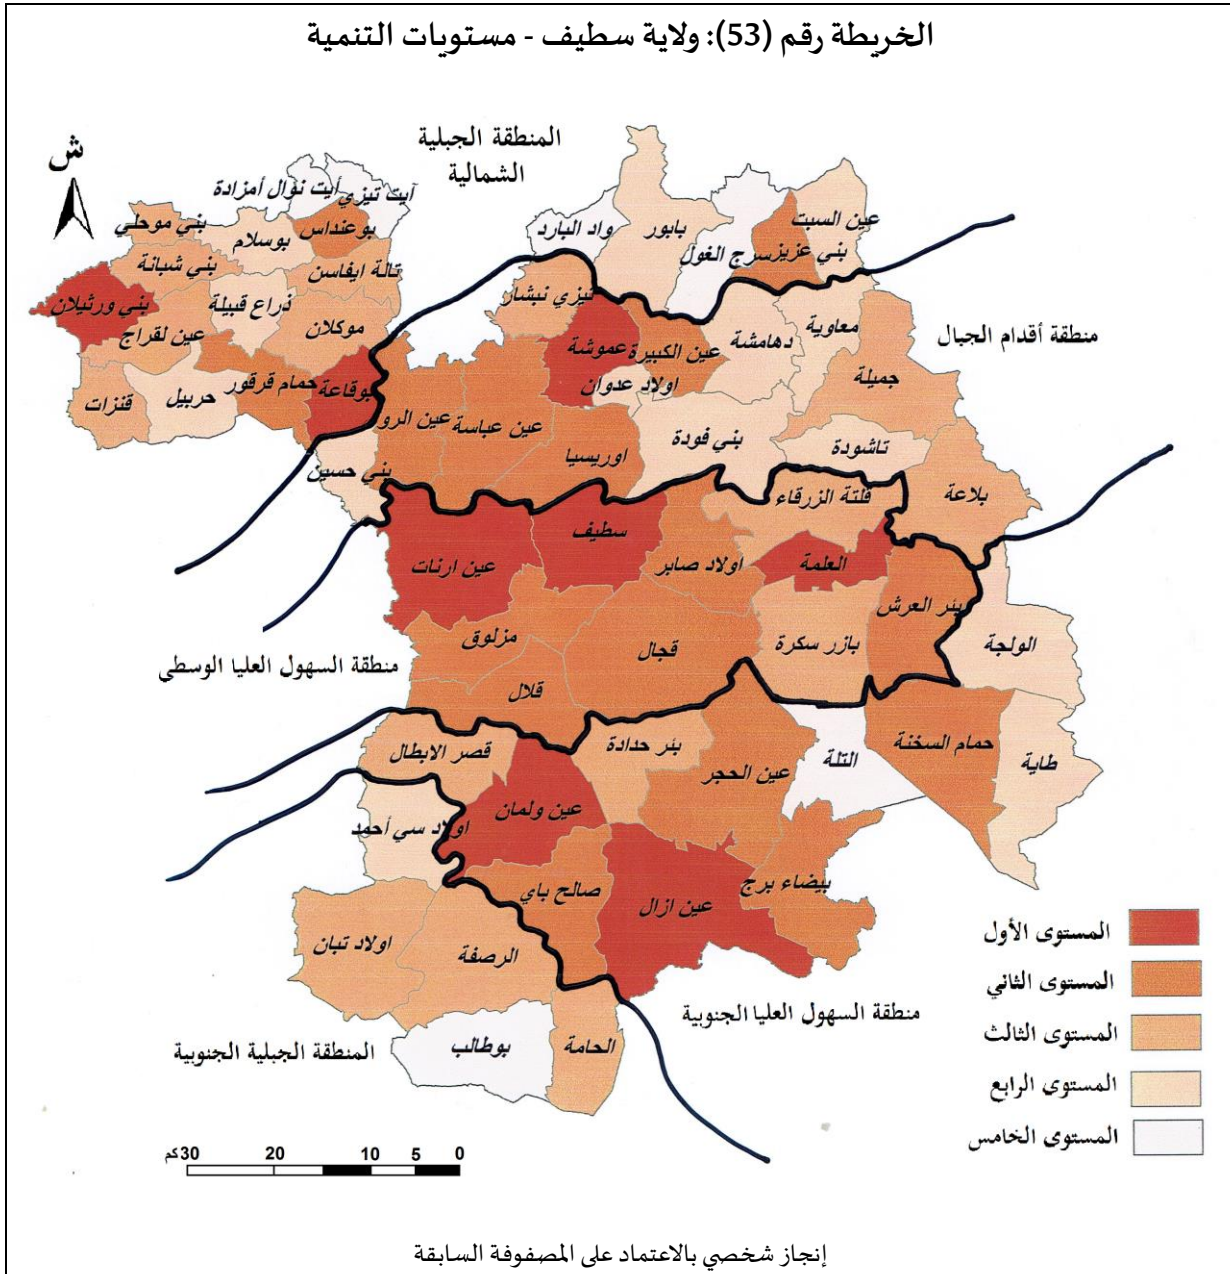 الخريطة رقم (53): ولاية سطيف - مستويات التنمية
المنطقة الجبلية
الشمالية
ش
آيت تيزي
آيت نوال أمزادة
عين السبت
بني عزيز
سرج الغول
بابور
واد البارد
بني موحلي
بوسلام
بوعنداس
بني شبانة
تالة ايفاسن
بني ورثيلان
ذراع قبيلة
عين لقراج
موكلان
تيزي نبشار
معاوية
دهامشة
عين الكبيرة
عموشة
منطقة أقدام الجبال
جميلة
اولاد عدوان
بوقاعة
حمام قرقور
حربيل
قنزات
عين الرو
عين عباسة
اوريسيا
بني فودة
تاشودة
بني حسين
بلاعة
قلتة الزرقاء
سطيف
عين ارنات
اولاد صابر
العلمة
بئر العرش
الولجة
مزلوق
قجال
بازر سكرة
منطقة السهول العليا الوسطى
قلال
قصر الابطال
بئر حدادة
عين الحجر
التلة
حمام السخنة
طاية
عين ولمان
اولاد سي أحمد
صالح باي
عين ازال
بيضاء برج
اولاد تبان
الرصفة
المستوى الأول
المستوى الثاني
المستوى الثالث
المستوى الرابع
المستوى الخامس
منطقة السهول العليا الجنوبية
المنطقة الجبلية الجنوبية
بوطالب
الحامة
0 5 10 20 30كم
إنجاز شخصي بالاعتماد على المصفوفة السابقة